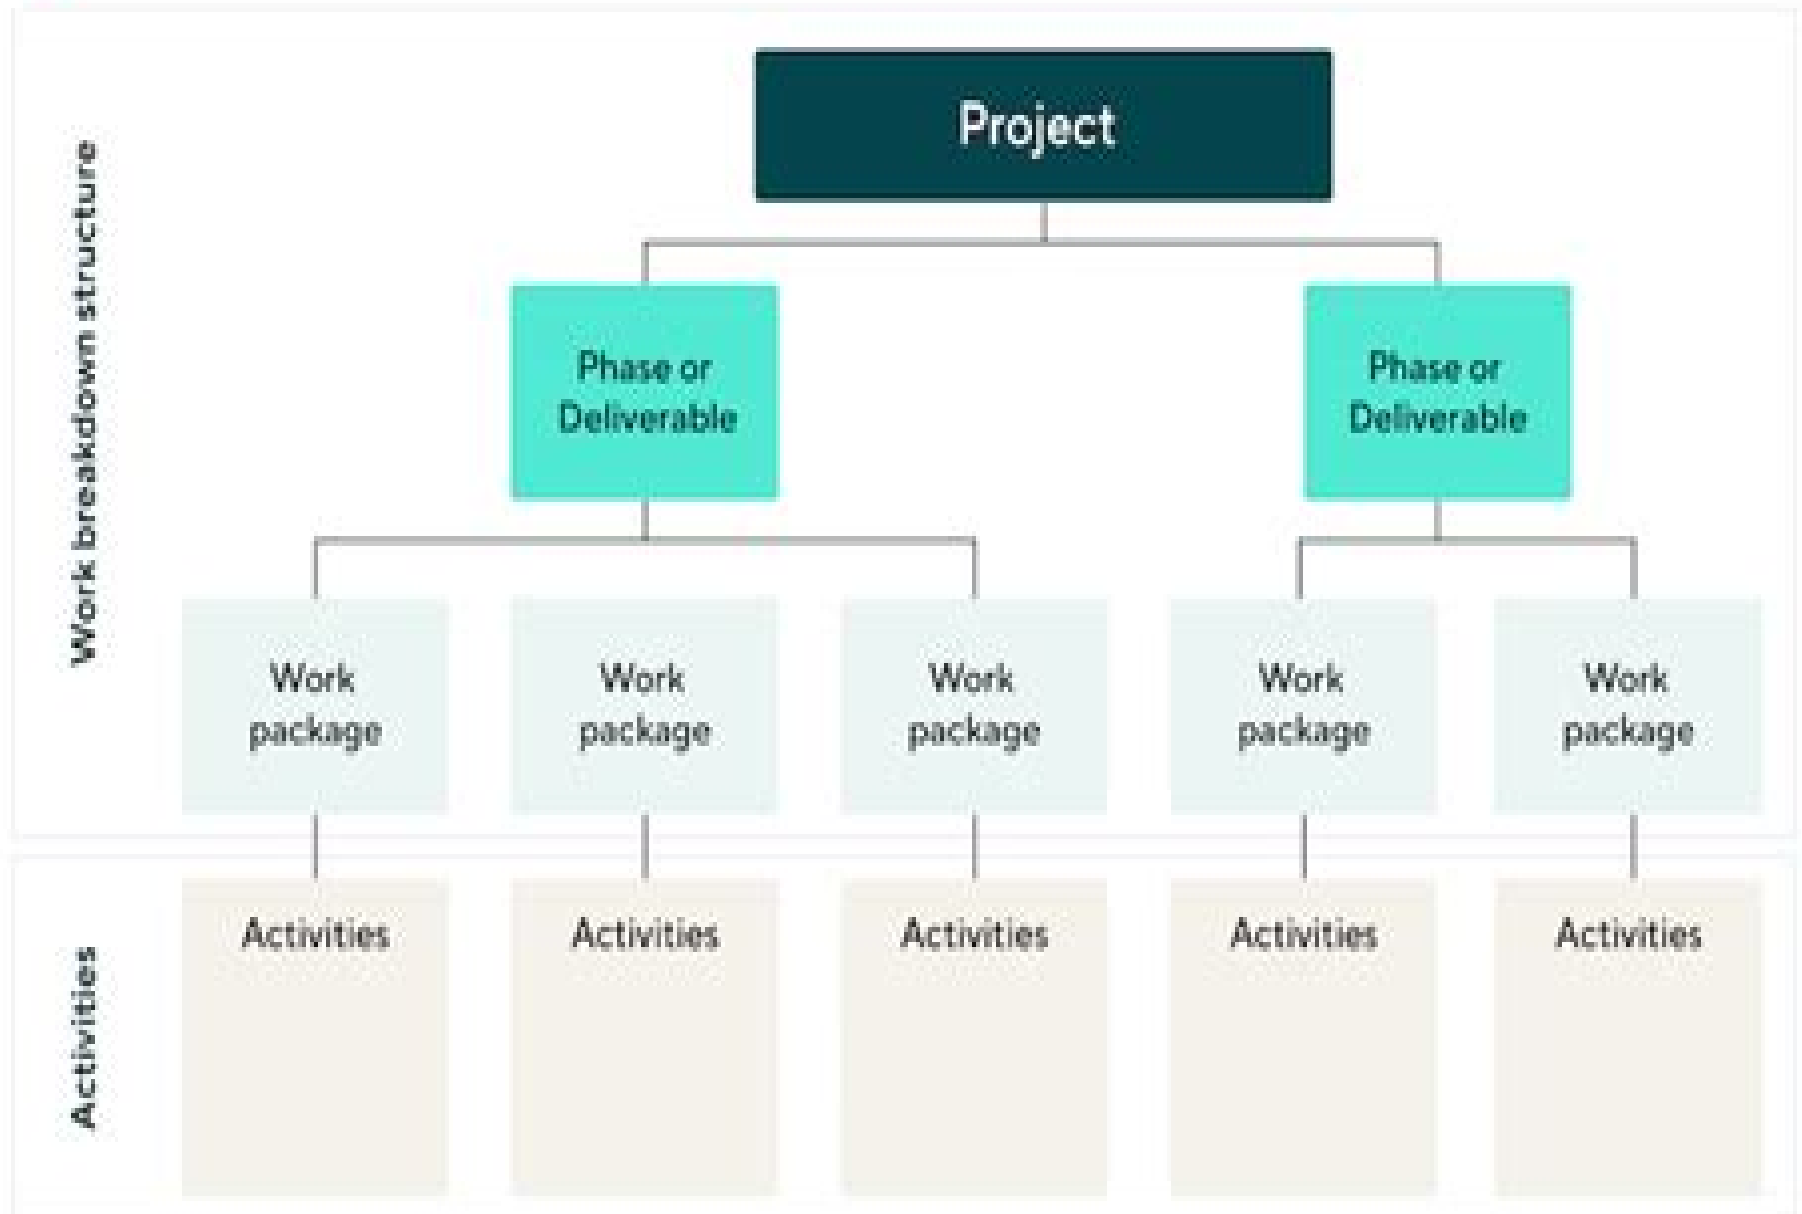 Work breakdown structure
Project
Phase or
Deliverable
Phase or
Deliverable
Work
package
Work
package
Work
package
Work
package
Work
package
Activities
Activities
Activities
Activities
Activities
Activities